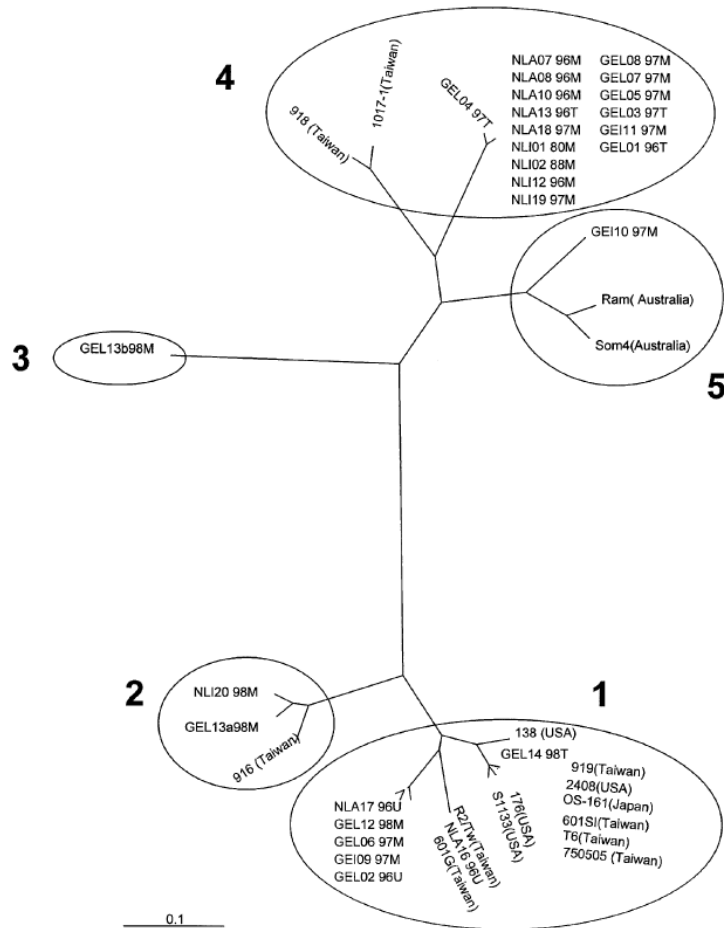 4
1017-1(Taiwan)
918 (Taiwan)
GEL04 97T
NLA07 96M GEL08 97M
NLA08 96M GEL07 97M
NLA10 96M GEL05 97M
NLA13 96T GEL03 97T
NLA18 97M GEI11 97M
NLI01 80M GEL01 96T
NLI02 88M
NLI12 96M
NLI19 97M
GEI10 97M
Ram( Australia)
Som4(Australia)
5
3
GEL13b98M
2
NLI20 98M
GEL13a98M
916 (Taiwan)
1
138 (USA)
GEL14 98T
176(USA)
S1133(USA)
919(Taiwan)
2408(USA)
OS-161(Japan)
601SI(Taiwan)
T6(Taiwan)
750505 (Taiwan)
R2/Tw(Taiwan)
NLA16 96U
601G(Taiwan)
NLA17 96U
GEL12 98M
GEL06 97M
GEI09 97M
GEL02 96U
0.1